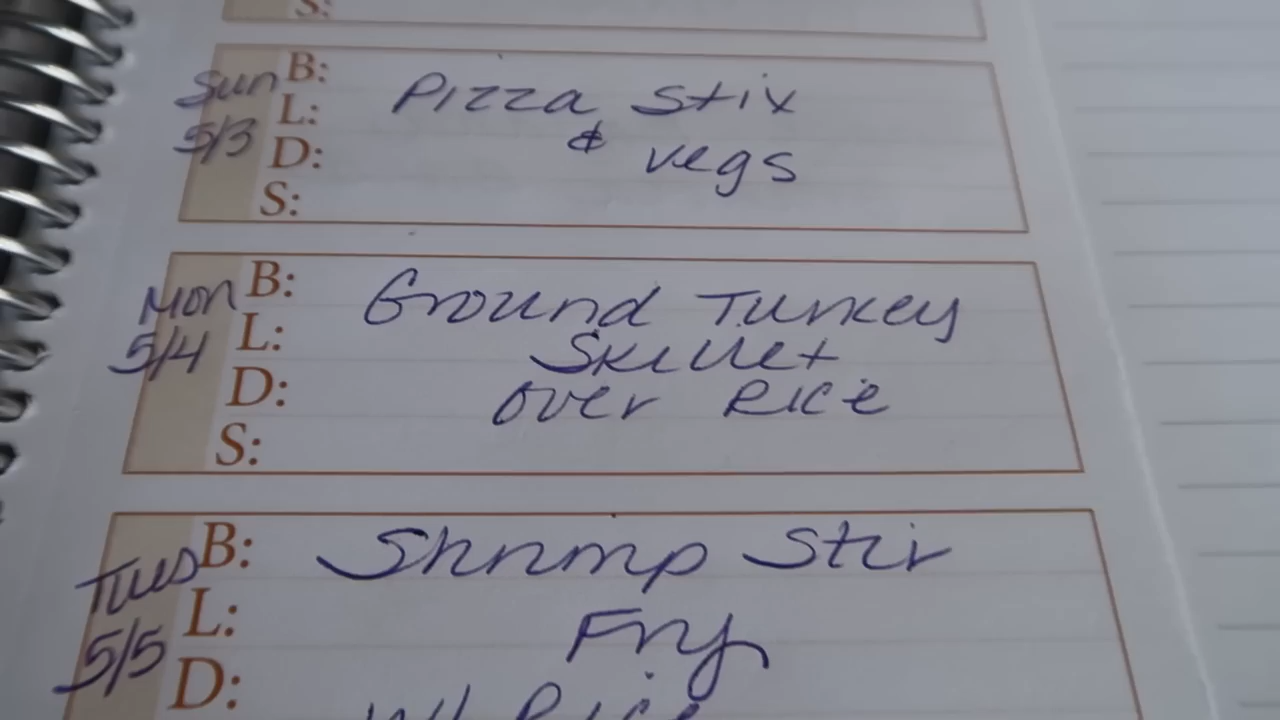 S:
Sun 5/3
B:
L:
D:
S:
Pizza Stix
& vegs
Mon 5/4
B:
L:
D:
S:
Ground Turkey
Skillet
over Rice
Tues 5/5
B:
L:
D:
Shrimp Stir
Fry
w/ Rice